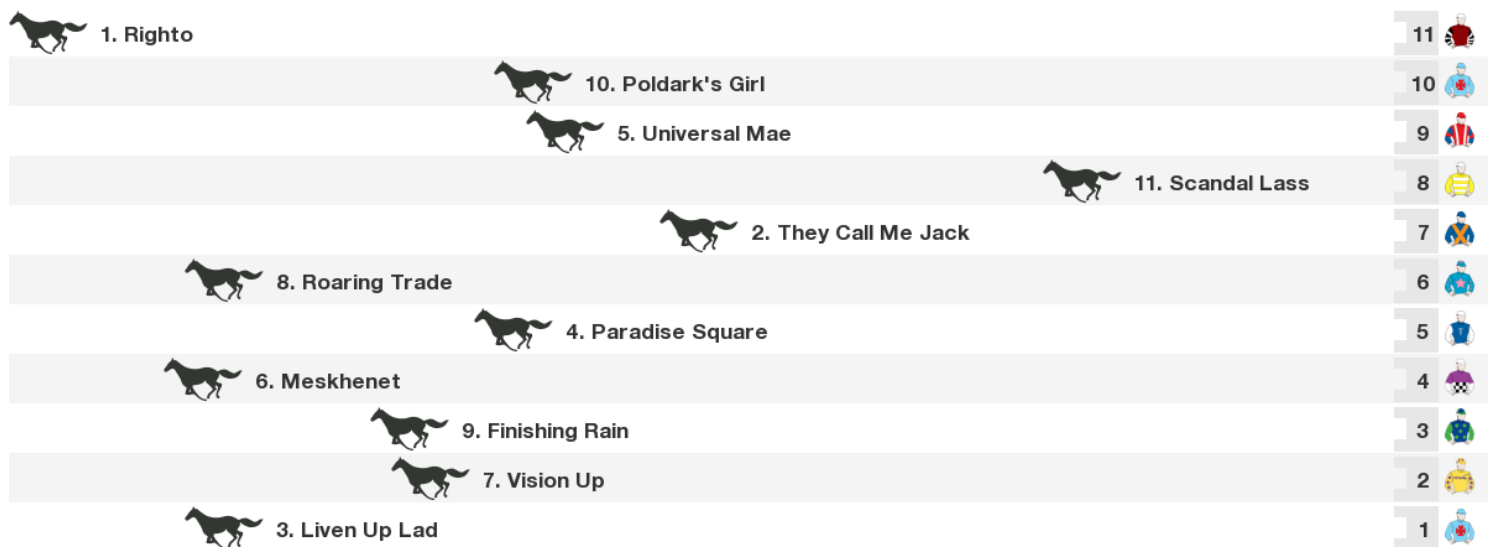 1. Righto 11
10. Poldark's Girl 10
5. Universal Mae 9
11. Scandal Lass 8
2. They Call Me Jack 7
8. Roaring Trade 6
4. Paradise Square 5
6. Meskhenet 4
9. Finishing Rain 3
7. Vision Up 2
3. Liven Up Lad 1